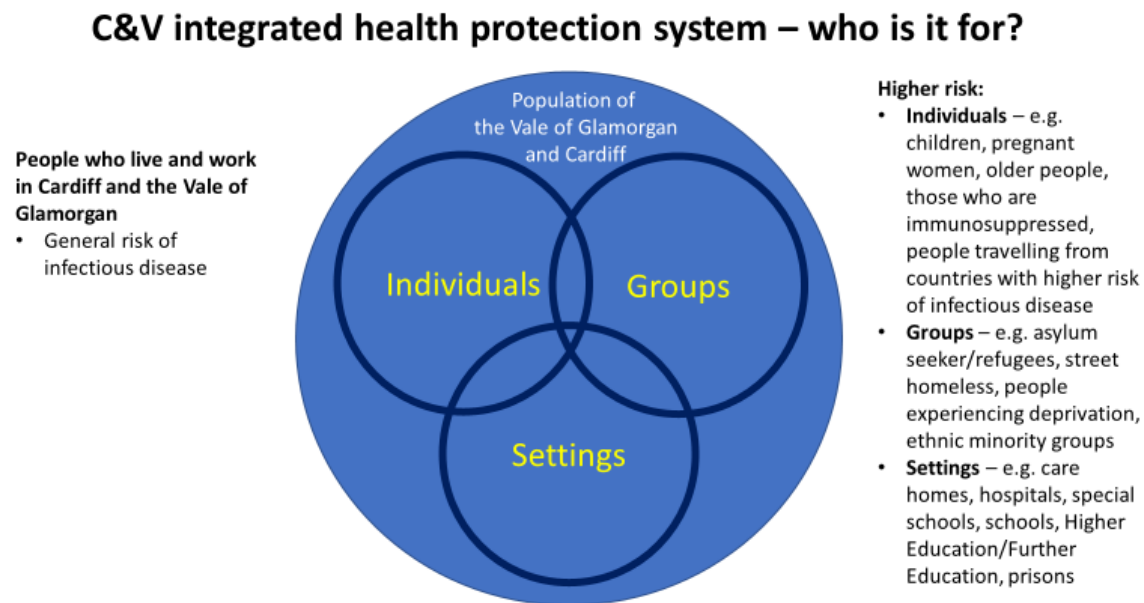 C&V integrated health protection system – who is it for?
People who live and work
in Cardiff and the Vale of
Glamorgan
• General risk of
infectious disease
Population of
the Vale of Glamorgan
and Cardiff
Individuals
Groups
Settings
Higher risk:
• Individuals – e.g.
children, pregnant
women, older people,
those who are
immunosuppressed,
people travelling from
countries with higher risk
of infectious disease
• Groups – e.g. asylum
seeker/refugees, street
homeless, people
experiencing deprivation,
ethnic minority groups
• Settings – e.g. care
homes, hospitals, special
schools, schools, Higher
Education/Further
Education, prisons